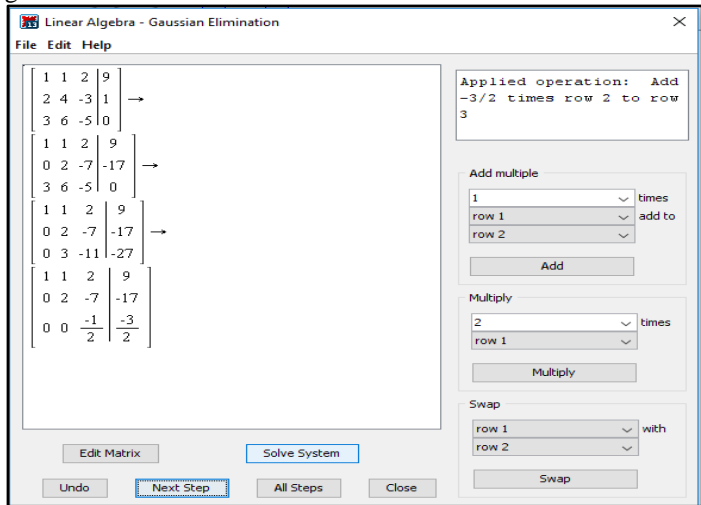 Linear Algebra - Gaussian Elimination
File Edit Help
1 1 2 9
2 4 -3 1 →
3 6 -5 0
1 1 2 9
0 2 -7 -17 →
3 6 -5 0
1 1 2 9
0 2 -7 -17 →
0 3 -11 -27
1 1 2 9
0 2 -7 -17
0 0 -1/2 -3/2
Edit Matrix Solve System
Undo Next Step All Steps Close
Applied operation: Add
-3/2 times row 2 to row
3
Add multiple
1 times
row 1 add to
row 2
Add
Multiply
2 times
row 1
Multiply
Swap
row 1 with
row 2
Swap